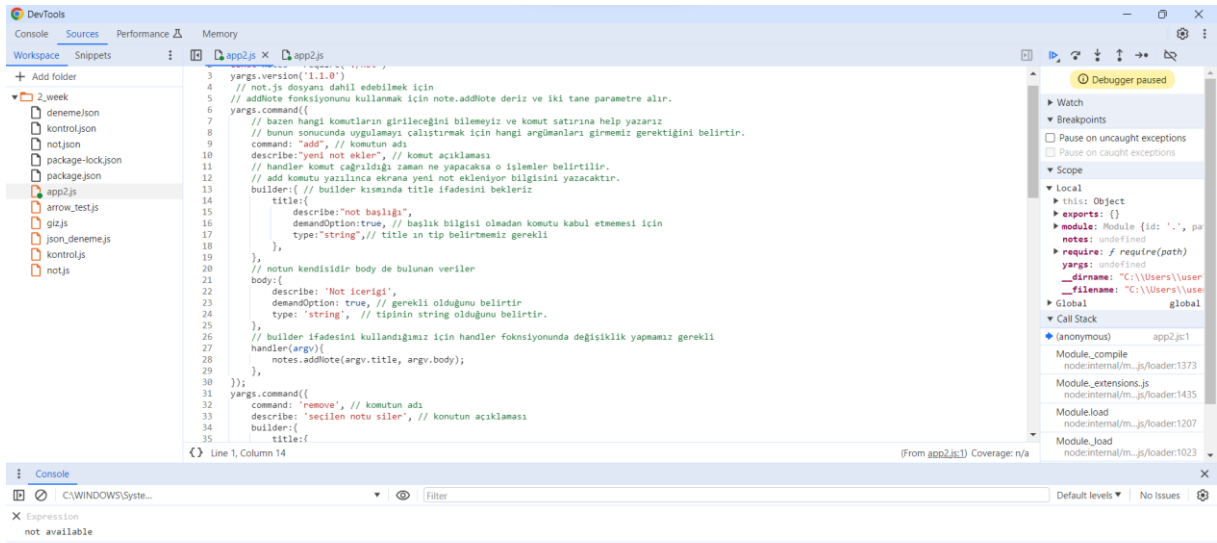 DevTools
Console Sources Performance Memory
Workspace Snippets
app2.js × app2.js
+ Add folder
2_week
denemeJson
kontrol.json
not.json
package-lock.json
package.json
app2.js
arrow_test.js
giz.js
json_deneme.js
kontrol.js
not.js
3 yargs.version('1.1.0')
4 // not.js dosyanı dahil edebilmek için
5 // addNote fonksiyonunu kullanmak için note.addNote deriz ve iki tane parametre alır.
6 yargs.command({
7 // bazen hangi komutların girileceğini bilemeyiz ve komut satırına help yazarız
8 // bunun sonucunda uygulamayı çalıştırmak için hangi argümanları girmemiz gerektiğini belirtir.
9 command: "add", // komutun adı
10 describe:"yeni not ekler", // komut açıklaması
11 // handler komut çağrıldığı zaman ne yapacaksa o işlemler belirtilir.
12 // add komutu yazılınca ekrana yeni not ekleniyor bilgisini yazacaktır.
13 builder:{ // builder kısmında title ifadesini bekleriz
14 title:{
15 describe:"not başlığı",
16 demandOption:true, // başlık bilgisi olmadan komutu kabul etmemesi için
17 type:"string",// title ın tip belirtmemiz gerekli
18 },
19 },
20 // notun kendisidir body de bulunan veriler
21 body:{
22 describe: 'Not icerigi',
23 demandOption: true, // gerekli olduğunu belirtir
24 type: 'string', // tipinin string olduğunu belirtir.
25 },
26 // builder ifadesini kullandığımız için handler foknsiyonunda değişiklik yapmamız gerekli
27 handler(argv){
28 notes.addNote(argv.title, argv.body);
29 },
30 });
31 yargs.command({
32 command: 'remove', // komutun adı
33 describe: 'seçilen notu siler', // konutun açıklaması
34 builder:{
35 title:{
{} Line 1, Column 14
(From app2.js:1) Coverage: n/a
Debugger paused
Watch
Breakpoints
Pause on uncaught exceptions
Pause on caught exceptions
Scope
Local
this: Object
exports: {}
module: Module {id: '.', pa
notes: undefined
require: ƒ require(path)
yargs: undefined
__dirname: "C:\\Users\\user
__filename: "C:\\Users\\use
Global global
Call Stack
(anonymous) app2.js:1
Module._compile
node:internal/m…js/loader:1373
Module._extensions..js
node:internal/m…js/loader:1435
Module.load
node:internal/m…js/loader:1207
Module._load
node:internal/m…js/loader:1023
Console
C:\WINDOWS\Syste...
Filter
Default levels No Issues
Expression
not available